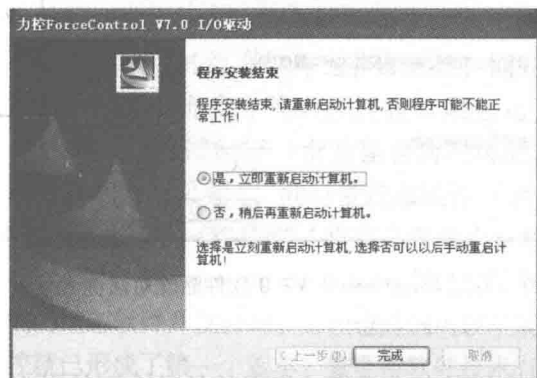 力控ForceControl V7.0 I/O驱动
程序安装结束
程序安装结束,请重新启动计算机,否则程序可能不能正
常工作!
是，立即重新启动计算机。
否，稍后再重新启动计算机。
选择是立刻重新启动计算机,选择否可以以后手动重启计
算机!
<上一步(B)
完成
取消